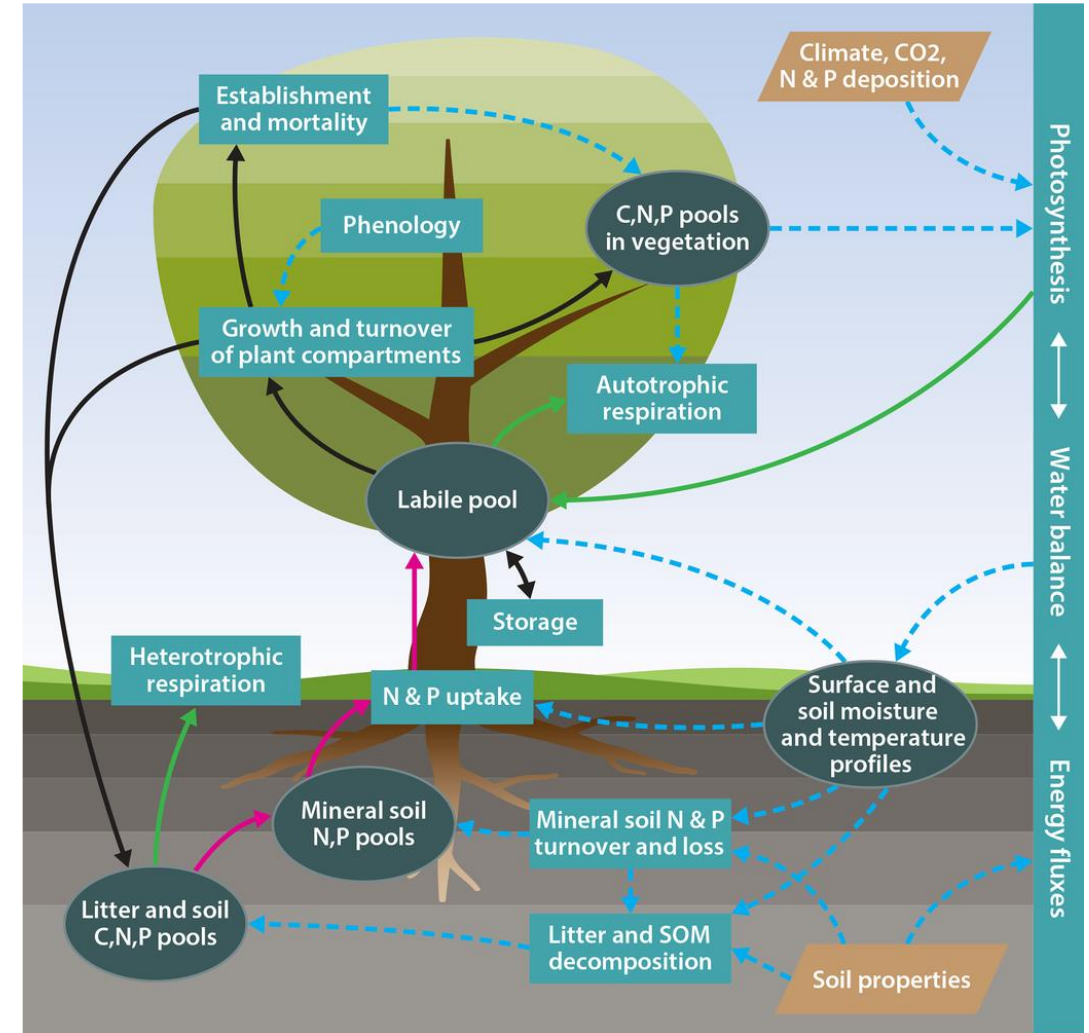 Climate, CO2,
N & P deposition
Establishment
and mortality
Phenology
C,N,P pools
in vegetation
Growth and turnover
of plant compartments
Autotrophic
respiration
Labile pool
Storage
Heterotrophic
respiration
N & P uptake
Surface and
soil moisture
and temperature
profiles
Mineral soil
N,P pools
Mineral soil N & P
turnover and loss
Litter and soil
C,N,P pools
Litter and SOM
decomposition
Soil properties
Photosynthesis
Water balance
Energy fluxes